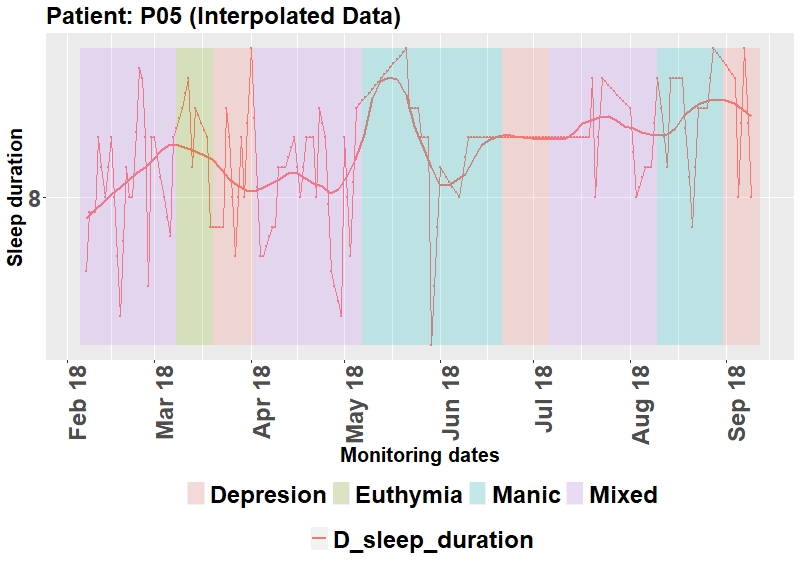 Patient: P05 (Interpolated Data)
Sleep duration
8
Feb 18
Mar 18
Apr 18
May 18
Jun 18
Jul 18
Aug 18
Sep 18
Monitoring dates
Depresion Euthymia Manic Mixed
D_sleep_duration